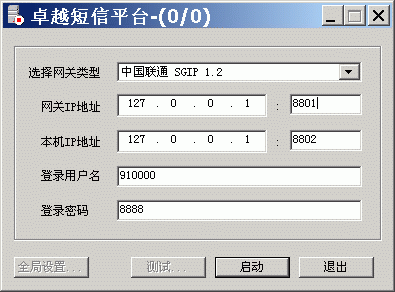 卓越短信平台-(0/0)
选择网关类型 中国联通 SGIP 1.2
网关IP地址 127 . 0 . 0 . 1 : 8801
本机IP地址 127 . 0 . 0 . 1 : 8802
登录用户名 910000
登录密码 8888
全局设置... 测试... 启动 退出